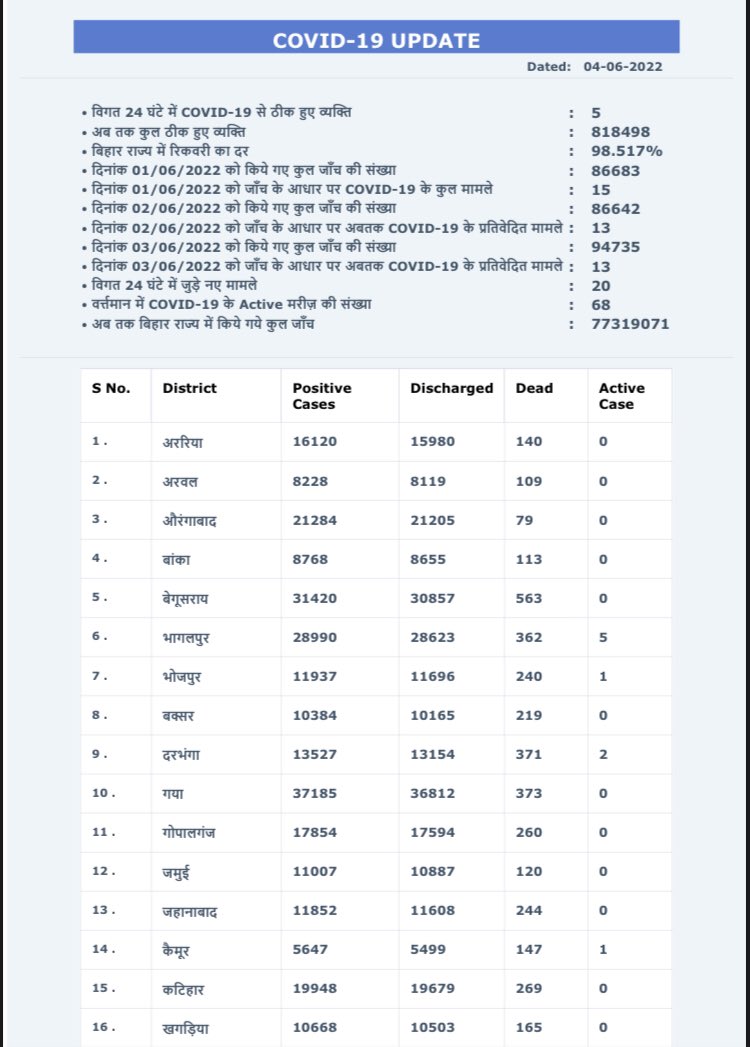 COVID-19 UPDATE
Dated: 04-06-2022
• विगत 24 घंटे में COVID-19 से ठीक हुए व्यक्ति : 5
• अब तक कुल ठीक हुए व्यक्ति : 818498
• बिहार राज्य में रिकवरी का दर : 98.517%
• दिनांक 01/06/2022 को किये गए कुल जाँच की संख्या : 86683
• दिनांक 01/06/2022 को जाँच के आधार पर COVID-19 के कुल मामले : 15
• दिनांक 02/06/2022 को किये गए कुल जाँच की संख्या : 86642
• दिनांक 02/06/2022 को जाँच के आधार पर अबतक COVID-19 के प्रतिवेदित मामले : 13
• दिनांक 03/06/2022 को किये गए कुल जाँच की संख्या : 94735
• दिनांक 03/06/2022 को जाँच के आधार पर अबतक COVID-19 के प्रतिवेदित मामले : 13
• विगत 24 घंटे में जुड़े नए मामले : 20
• वर्त्तमान में COVID-19 के Active मरीज़ की संख्या : 68
• अब तक बिहार राज्य में किये गये कुल जाँच : 77319071
S No. District Positive Cases Discharged Dead Active Case
1 . अररिया 16120 15980 140 0
2 . अरवल 8228 8119 109 0
3 . औरंगाबाद 21284 21205 79 0
4 . बांका 8768 8655 113 0
5 . बेगूसराय 31420 30857 563 0
6 . भागलपुर 28990 28623 362 5
7 . भोजपुर 11937 11696 240 1
8 . बक्सर 10384 10165 219 0
9 . दरभंगा 13527 13154 371 2
10 . गया 37185 36812 373 0
11 . गोपालगंज 17854 17594 260 0
12 . जमुई 11007 10887 120 0
13 . जहानाबाद 11852 11608 244 0
14 . कैमूर 5647 5499 147 1
15 . कटिहार 19948 19679 269 0
16 . खगड़िया 10668 10503 165 0